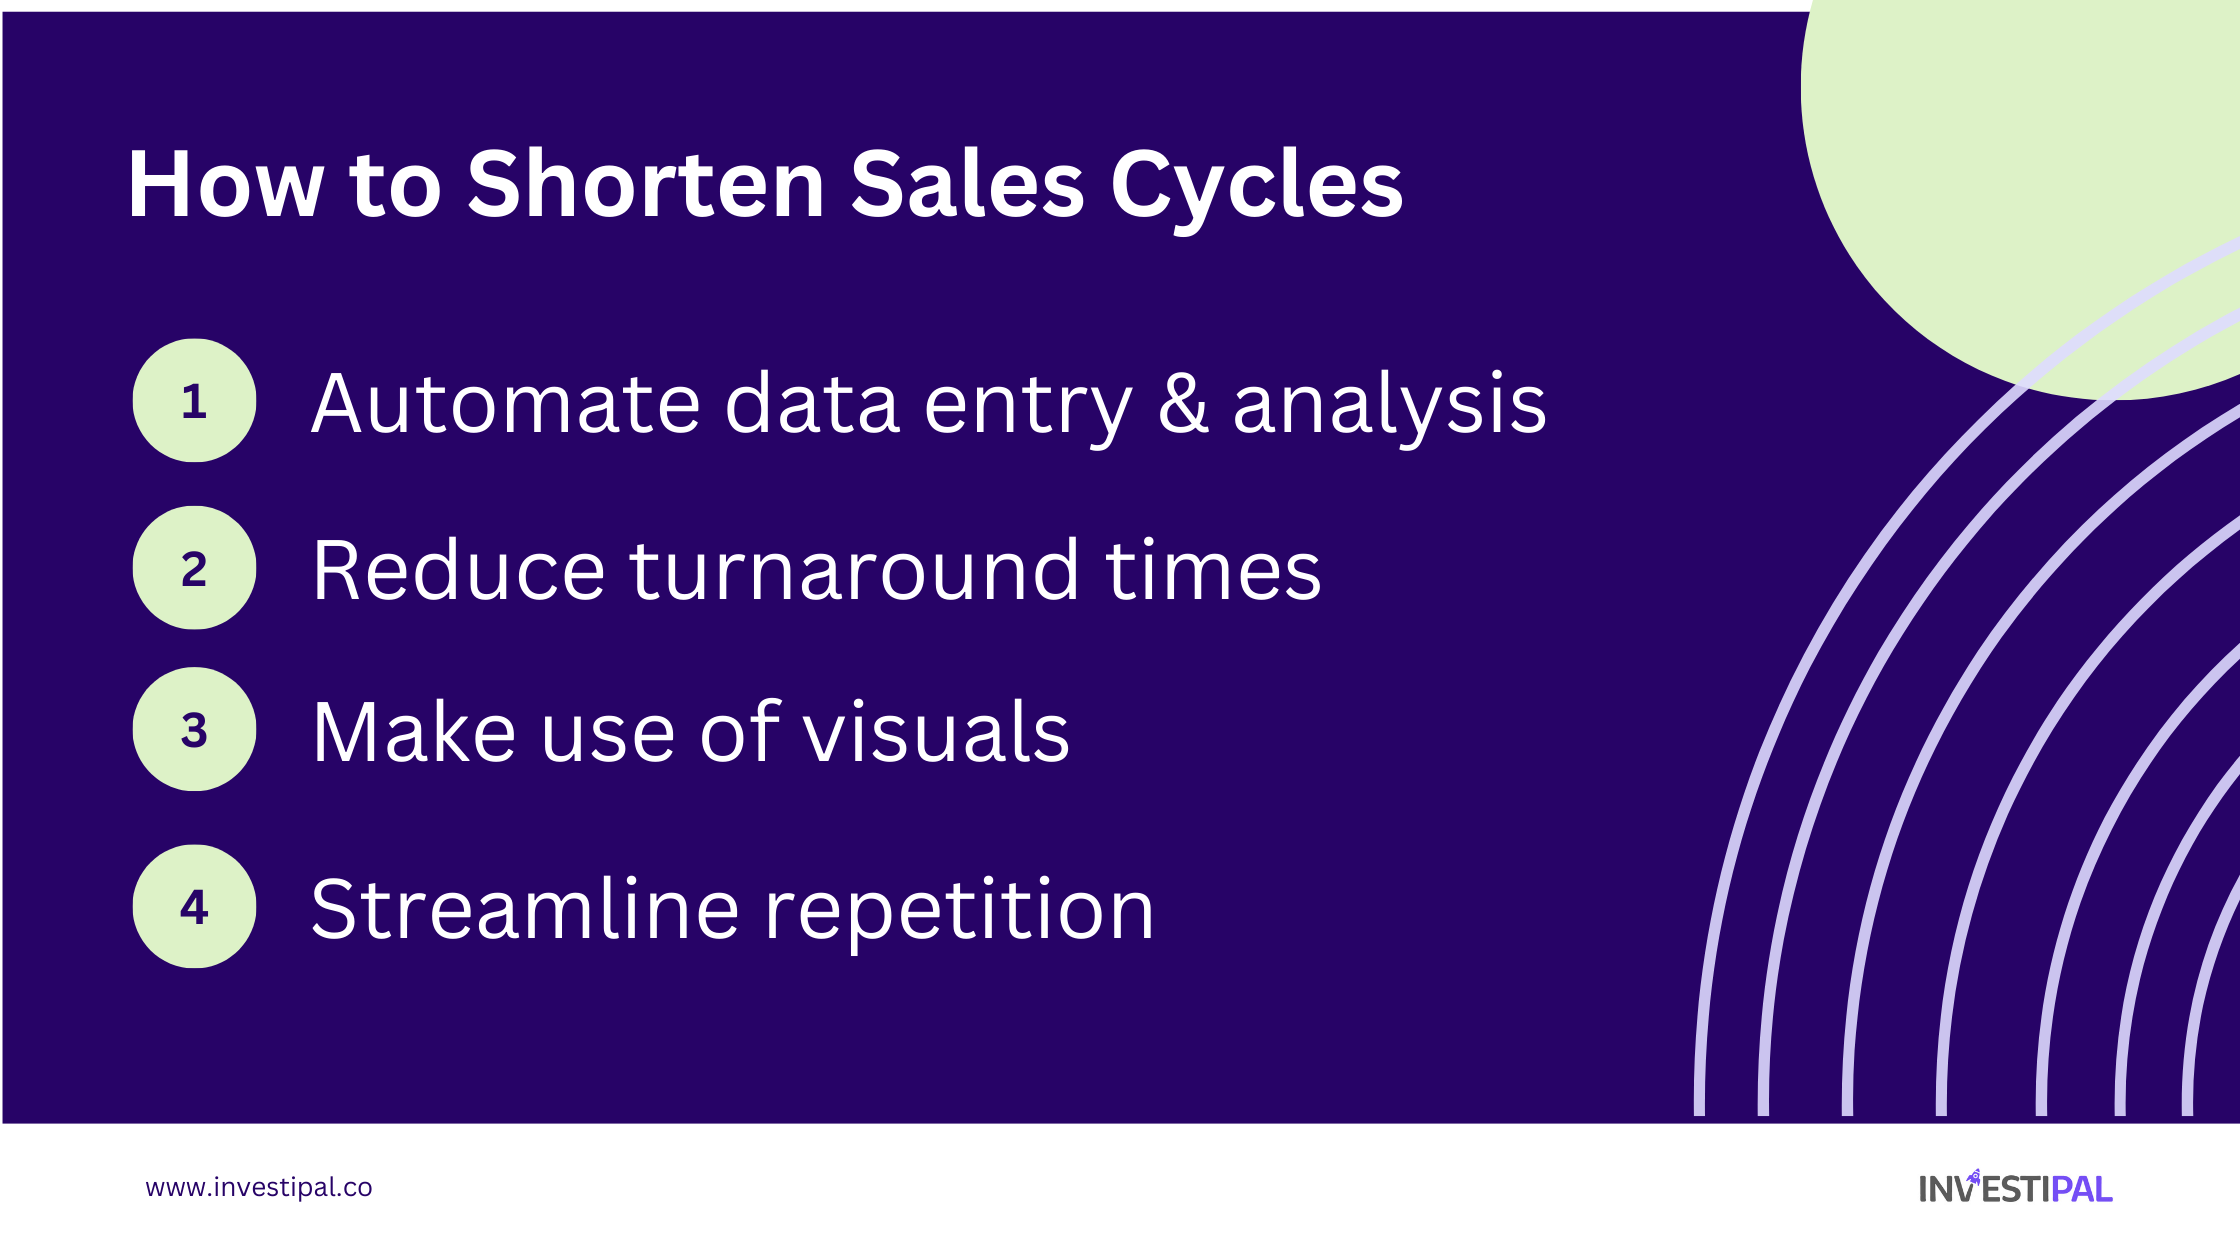 How to Shorten Sales Cycles
1 Automate data entry & analysis
2 Reduce turnaround times
3 Make use of visuals
4 Streamline repetition
www.investipal.co
INVESTIPAL